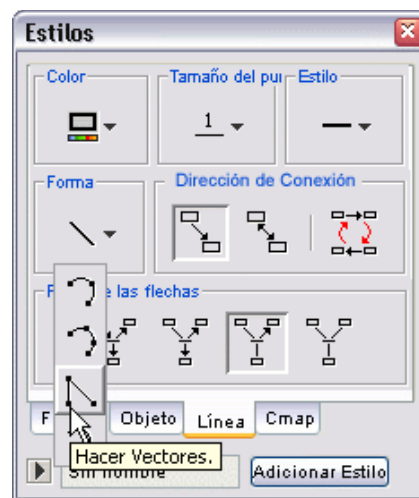 Estilos
Color
Tamaño del pu
Estilo
1
Forma
Dirección de Conexión
e las flechas
F
Objeto
Línea
Cmap
Hacer Vectores.
Sin nombre
Adicionar Estilo